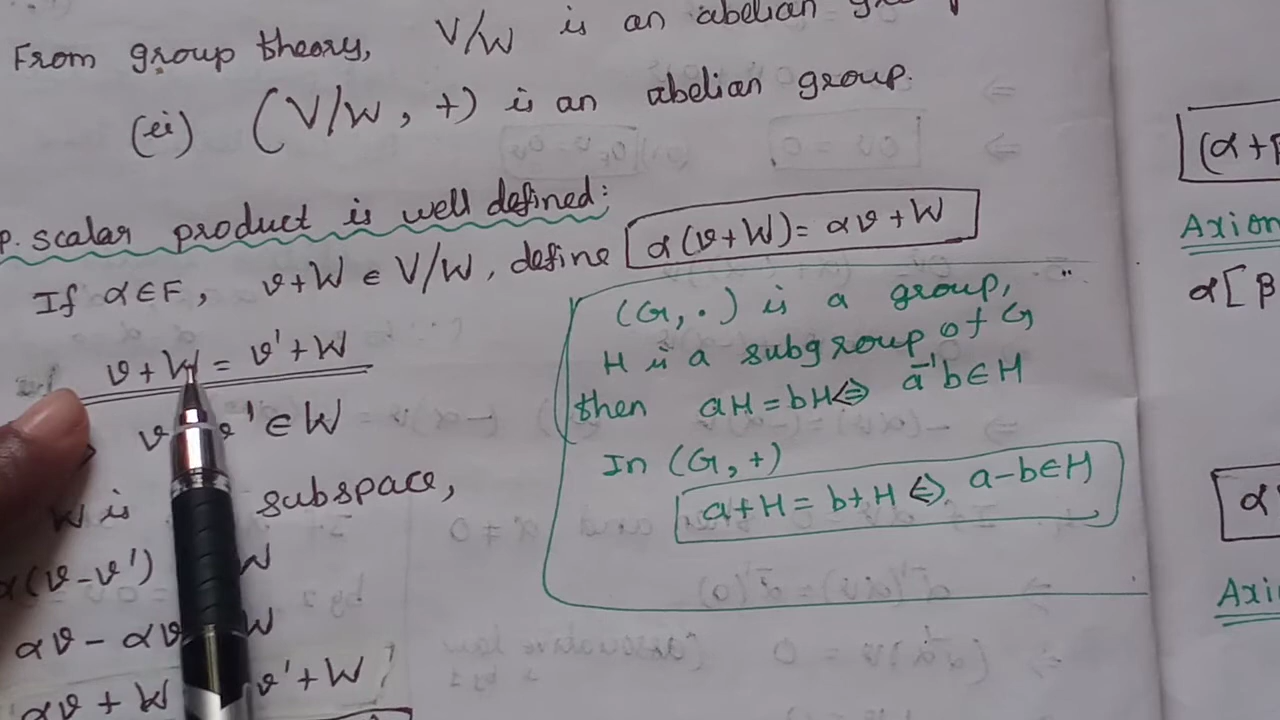 From group theory, V/W is an abelian
(ei) (V/W, +) is an abelian group.
P. scalar product is well defined:
If α∈F, v+W ∈ V/W, define α(v+W) = αv+W
v+W = v'+W
v ' ∈ W
W is subspace,
α(v-v') W
αv - αv W
αv + W v'+W
(G, .) is a group,
H is a subgroup of G
then aH = bH ⇔ a⁻¹b ∈ H
In (G, +)
a+H = b+H ⇔ a-b ∈ H
(α+
Axiom
α[β
α
Axi